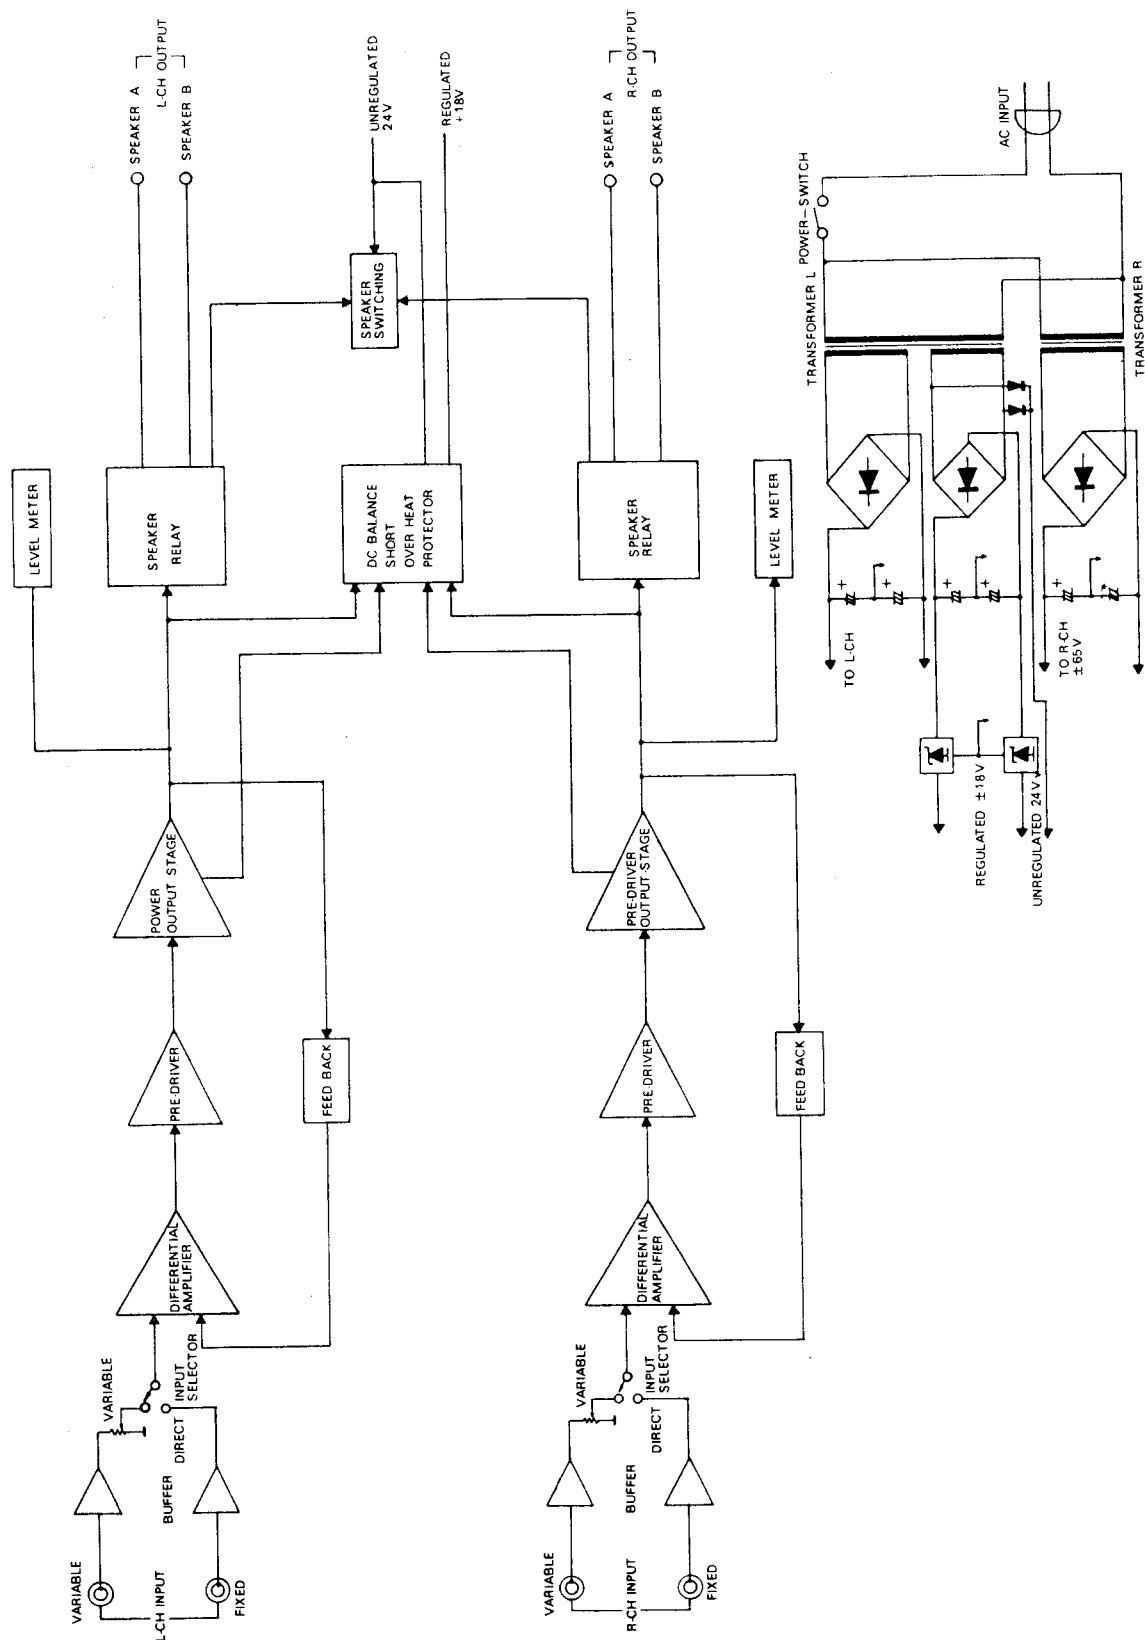 L-CH INPUT
VARIABLE
FIXED
BUFFER
VARIABLE
DIRECT
INPUT
SELECTOR
DIFFERENTIAL
AMPLIFIER
PRE-DRIVER
POWER
OUTPUT STAGE
FEED BACK
LEVEL METER
SPEAKER
RELAY
SPEAKER A
L-CH OUTPUT
SPEAKER B
DC BALANCE
SHORT
OVER HEAT
PROTECTOR
SPEAKER
SWITCHING
UNREGULATED
24V
REGULATED
+18V
R-CH INPUT
VARIABLE
FIXED
BUFFER
VARIABLE
DIRECT
INPUT
SELECTOR
DIFFERENTIAL
AMPLIFIER
PRE-DRIVER
PRE-DRIVER
OUTPUT-STAGE
FEED BACK
SPEAKER
RELAY
LEVEL METER
SPEAKER A
R-CH OUTPUT
SPEAKER B
TRANSFORMER L
POWER-SWITCH
AC INPUT
TRANSFORMER R
TO L-CH
+
+
+
TO R-CH
±65V
+
+
REGULATED ±18V
UNREGULATED 24V